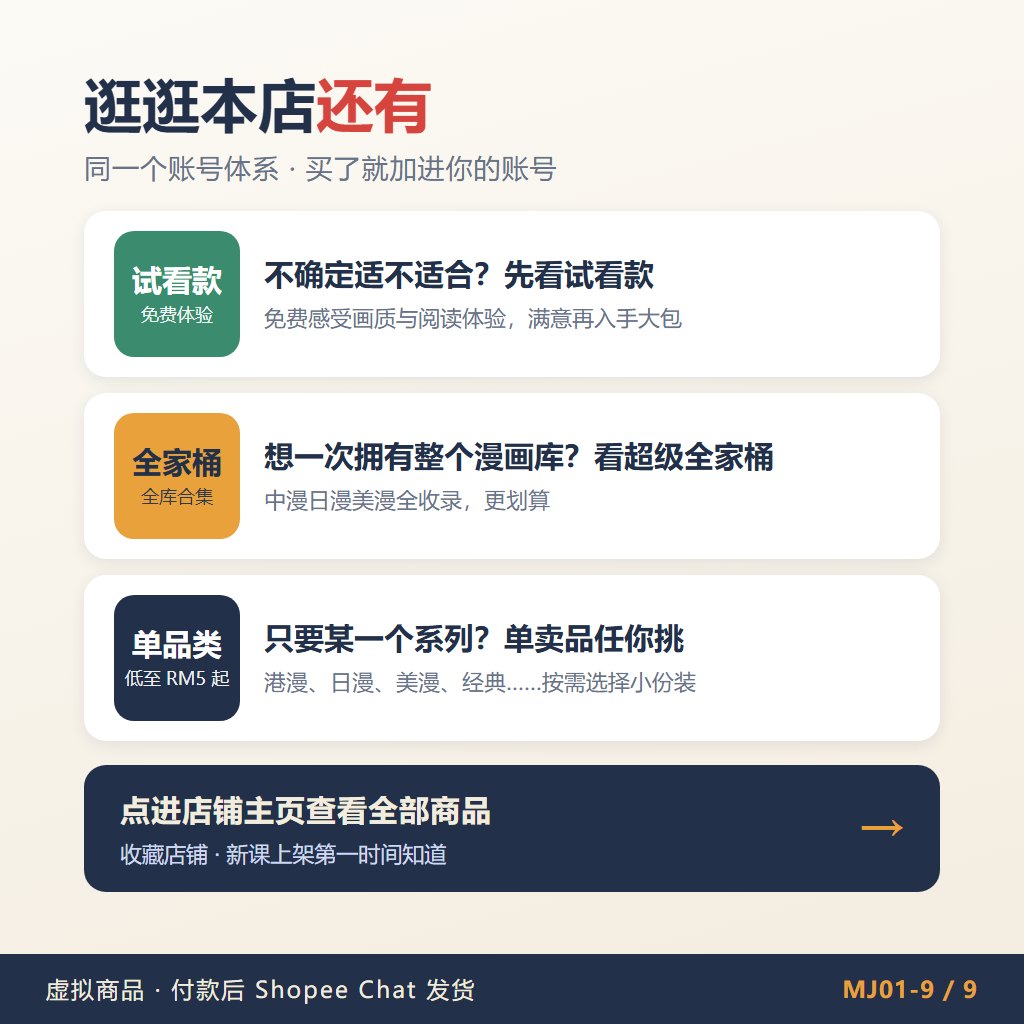 逛逛本店还有
同一个账号体系 · 买了就加进你的账号
试看款
免费体验
不确定适不适合？先看试看款
免费感受画质与阅读体验，满意再入手大包
全家桶
全库合集
想一次拥有整个漫画库？看超级全家桶
中漫日漫美漫全收录，更划算
单品类
低至 RM5 起
只要某一个系列？单卖品任你挑
港漫、日漫、美漫、经典……按需选择小份装
点进店铺主页查看全部商品
收藏店铺 · 新课上架第一时间知道
→
虚拟商品 · 付款后 Shopee Chat 发货
MJ01-9 / 9